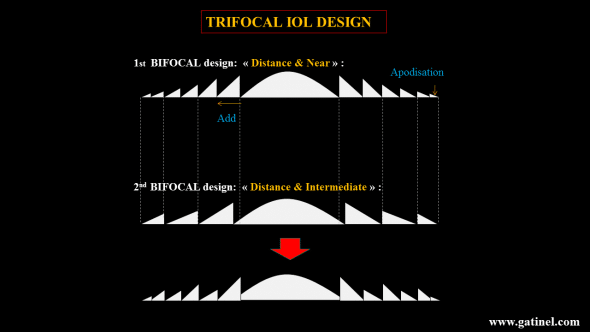 TRIFOCAL IOL DESIGN
1st BIFOCAL design: « Distance & Near » :
Apodisation
Add
2nd BIFOCAL design: « Distance & Intermediate » :
www.gatinel.com